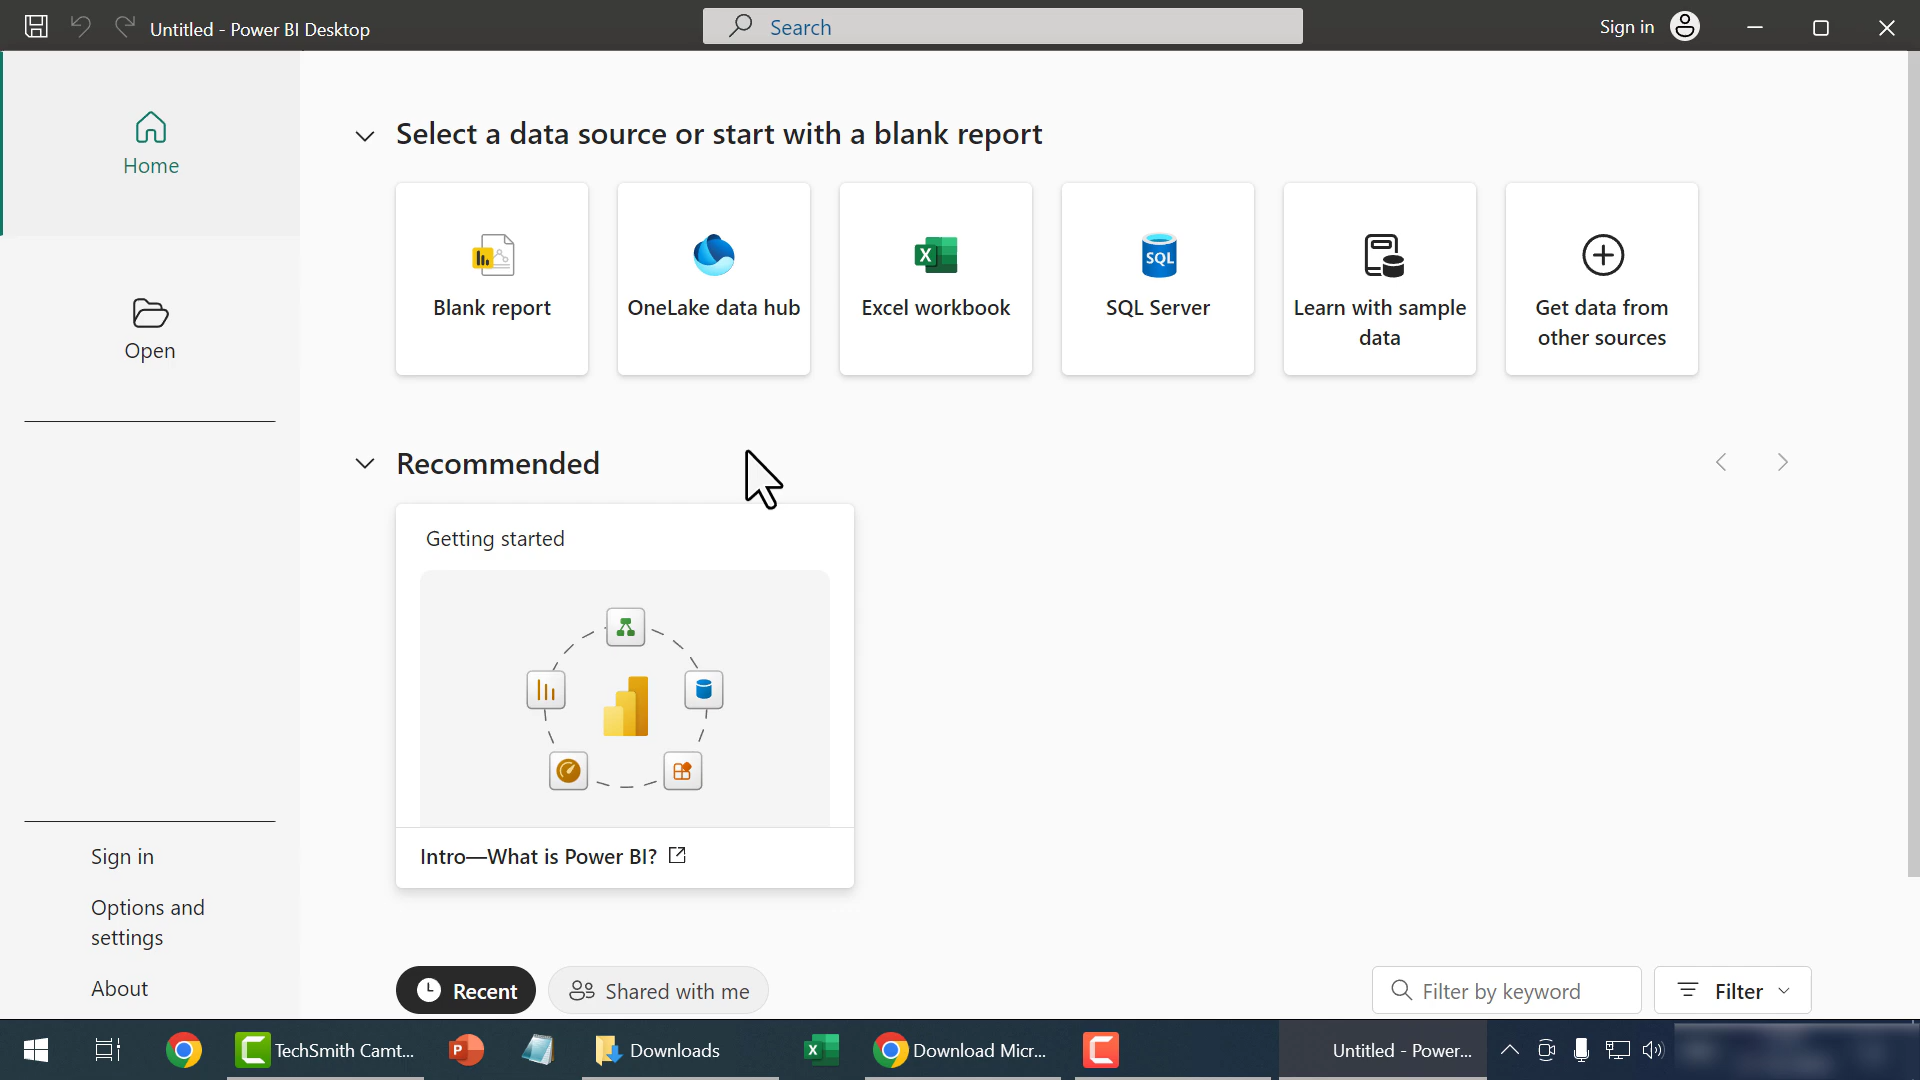 Untitled - Power BI Desktop
Search
Sign in
Home
Open
Select a data source or start with a blank report
Blank report
OneLake data hub
Excel workbook
SQL
SQL Server
Learn with sample
data
Get data from
other sources
Recommended
Getting started
Intro—What is Power BI?
Sign in
Options and
settings
About
Recent
Shared with me
Filter by keyword
Filter
TechSmith Camt...
Downloads
Download Micr...
Untitled - Power...